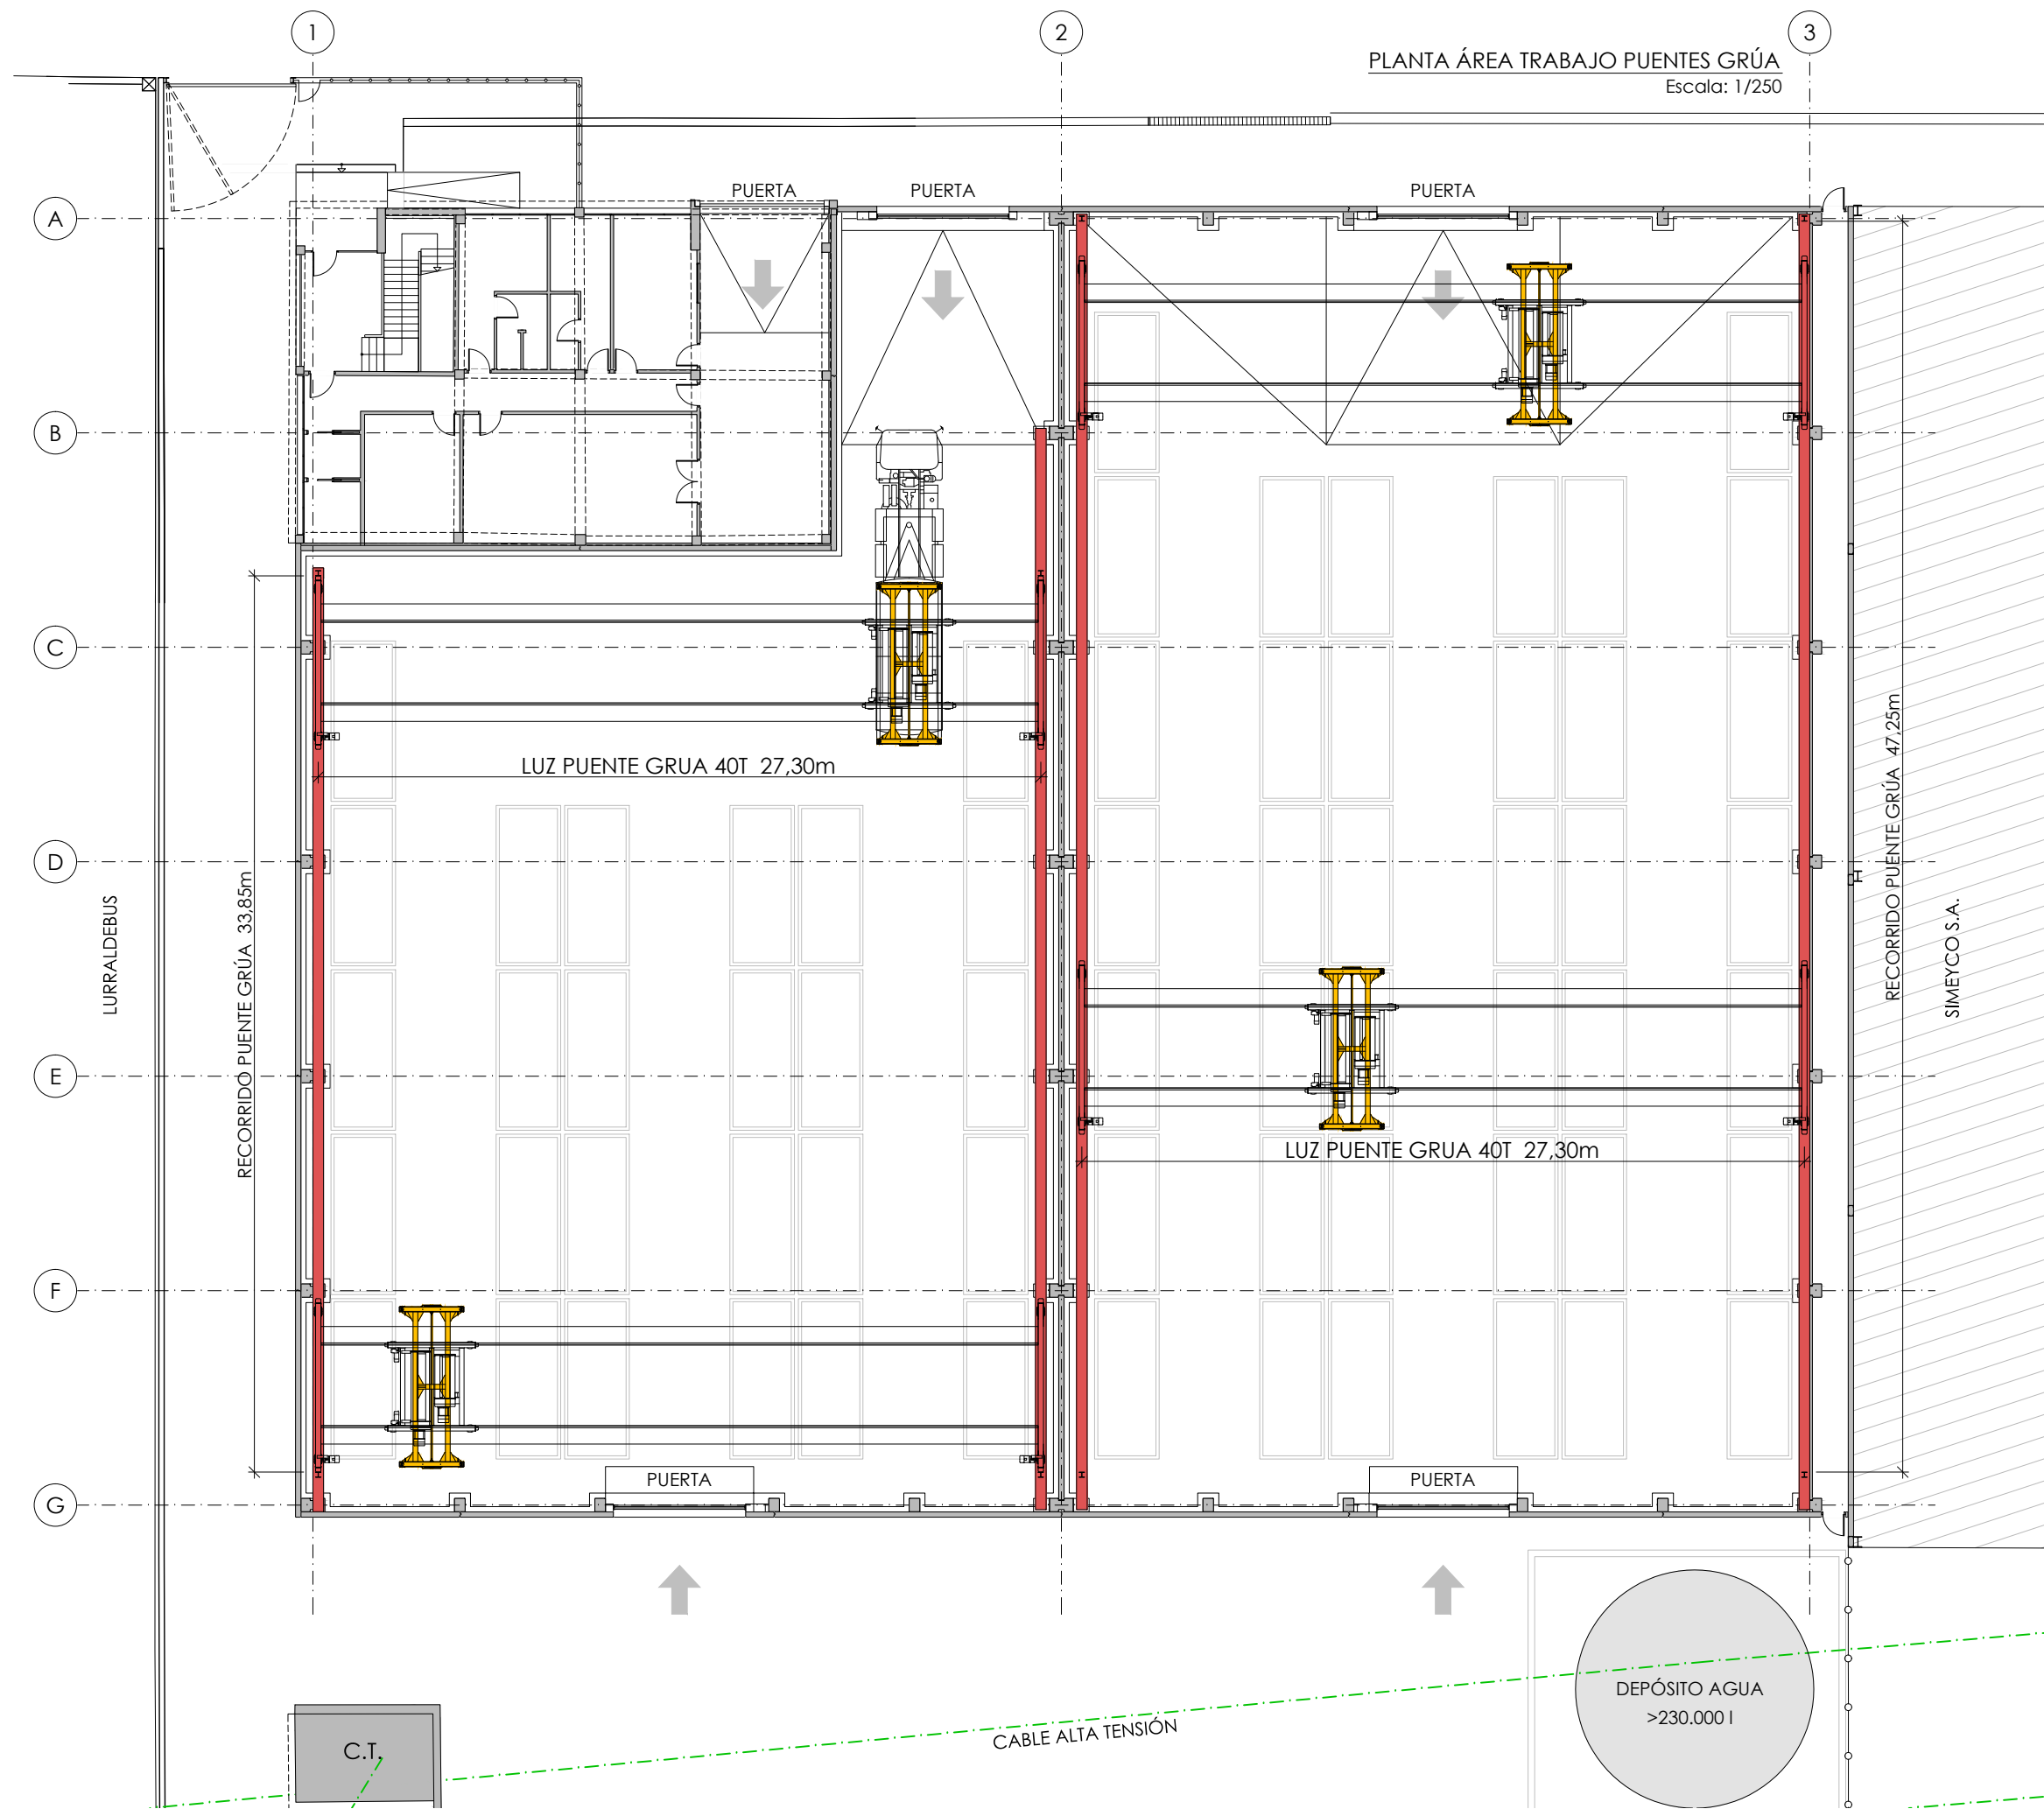 1
2
3
PLANTA ÁREA TRABAJO PUENTES GRÚA
Escala: 1/250
PUERTA
PUERTA
PUERTA
A
B
C
LUZ PUENTE GRUA 40T 27,30m
RECORRIDO PUENTE GRÚA 47,25m
D
LURRALDEBUS
RECORRIDO PUENTE GRÚA 33,85m
SIMEYCO S.A.
E
LUZ PUENTE GRUA 40T 27,30m
F
PUERTA
PUERTA
G
DEPÓSITO AGUA
>230.000 l
CABLE ALTA TENSIÓN
C.T.